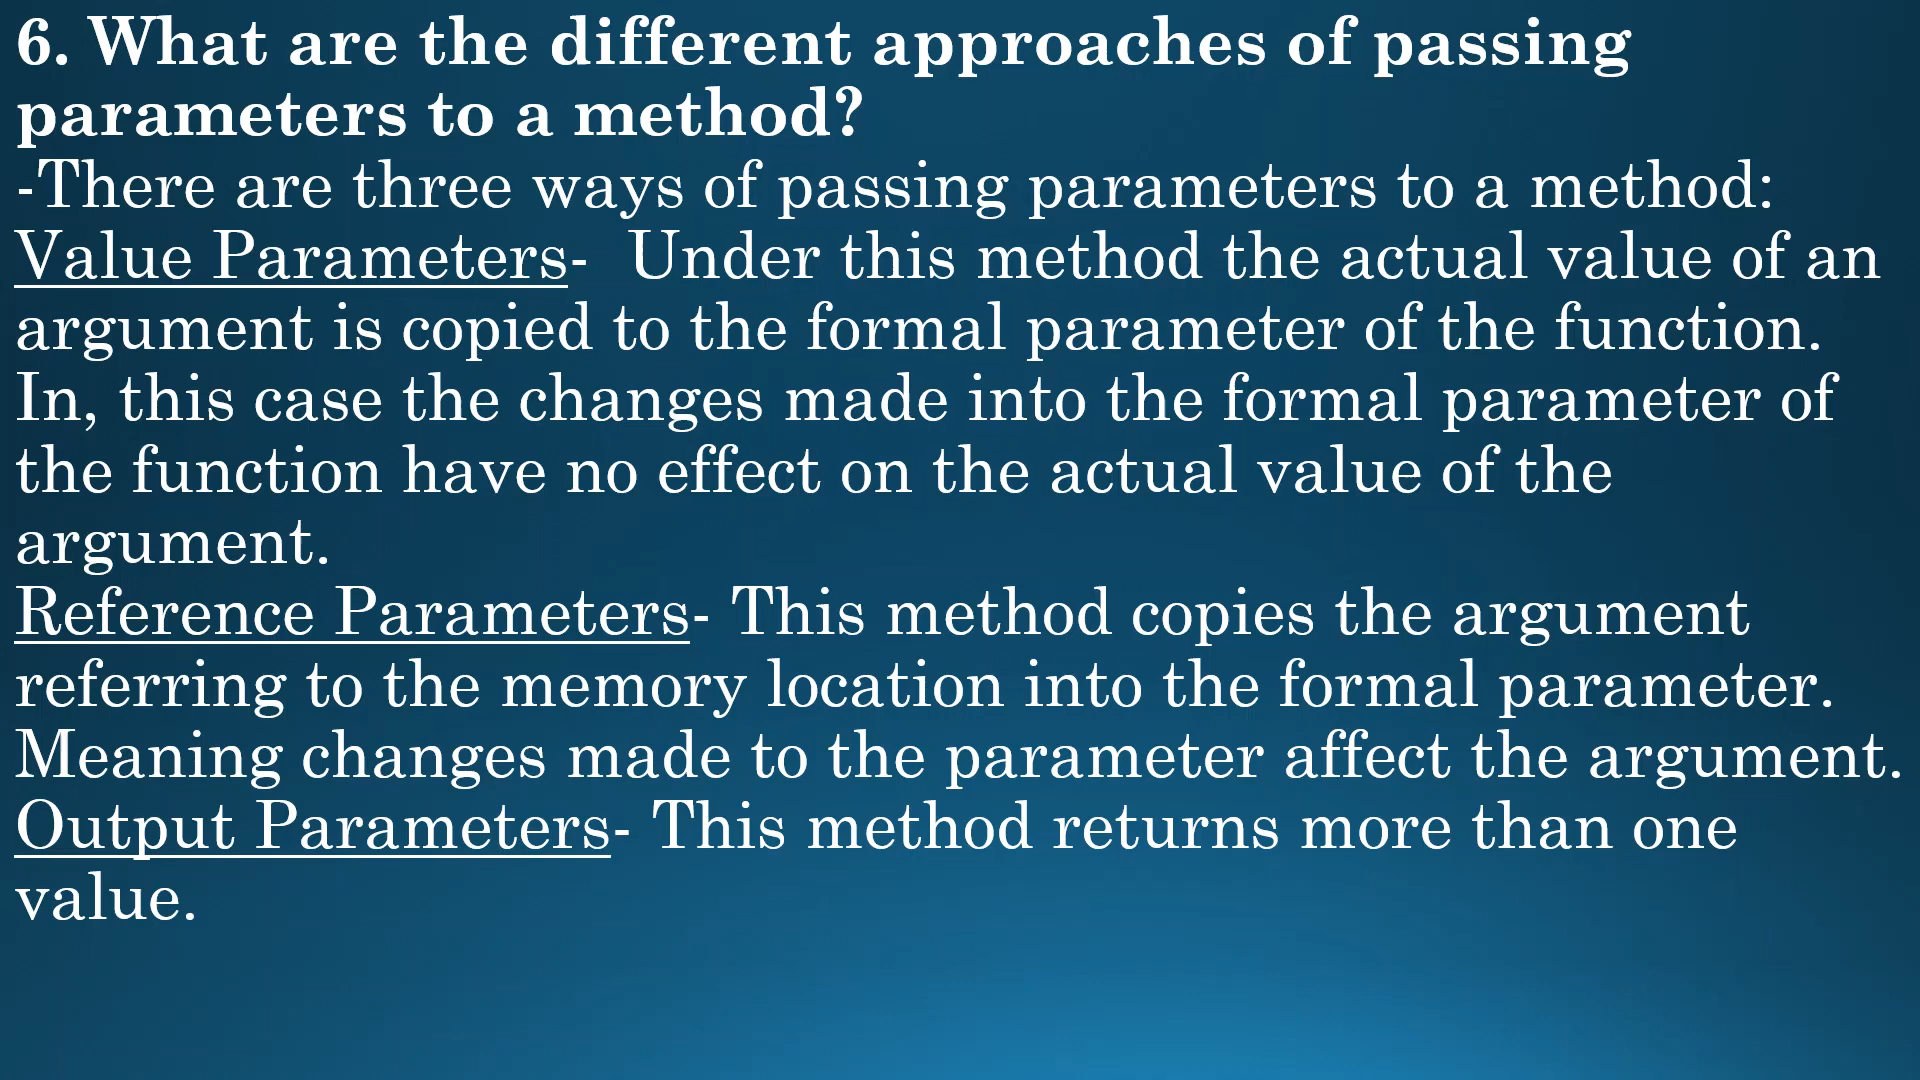 6. What are the different approaches of passing
parameters to a method?
-There are three ways of passing parameters to a method:
Value Parameters-  Under this method the actual value of an
argument is copied to the formal parameter of the function.
In, this case the changes made into the formal parameter of
the function have no effect on the actual value of the
argument.
Reference Parameters- This method copies the argument
referring to the memory location into the formal parameter.
Meaning changes made to the parameter affect the argument.
Output Parameters- This method returns more than one
value.